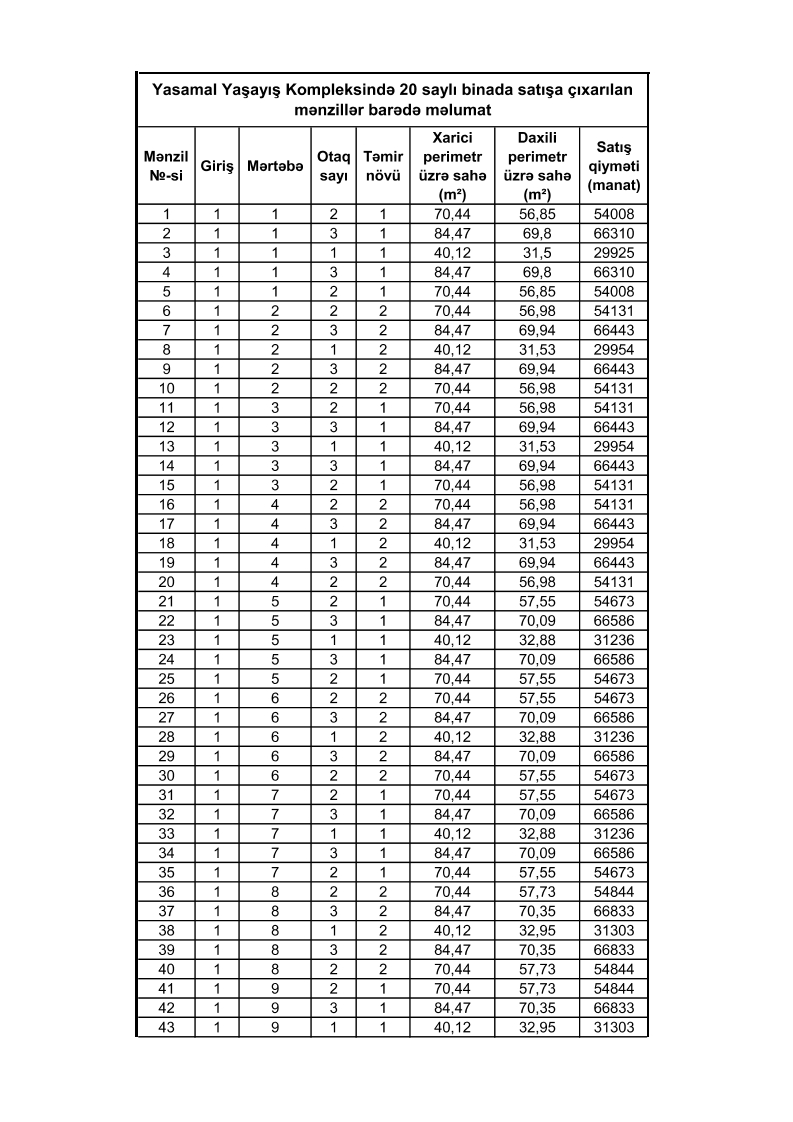 Yasamal Yaşayış Kompleksində 20 saylı binada satışa çıxarılan
mənzillər barədə məlumat
Mənzil №-si Giriş Mərtəbə Otaq sayı Təmir növü Xarici perimetr üzrə sahə (m²) Daxili perimetr üzrə sahə (m²) Satış qiyməti (manat)
1 1 1 2 1 70,44 56,85 54008
2 1 1 3 1 84,47 69,8 66310
3 1 1 1 1 40,12 31,5 29925
4 1 1 3 1 84,47 69,8 66310
5 1 1 2 1 70,44 56,85 54008
6 1 2 2 2 70,44 56,98 54131
7 1 2 3 2 84,47 69,94 66443
8 1 2 1 2 40,12 31,53 29954
9 1 2 3 2 84,47 69,94 66443
10 1 2 2 2 70,44 56,98 54131
11 1 3 2 1 70,44 56,98 54131
12 1 3 3 1 84,47 69,94 66443
13 1 3 1 1 40,12 31,53 29954
14 1 3 3 1 84,47 69,94 66443
15 1 3 2 1 70,44 56,98 54131
16 1 4 2 2 70,44 56,98 54131
17 1 4 3 2 84,47 69,94 66443
18 1 4 1 2 40,12 31,53 29954
19 1 4 3 2 84,47 69,94 66443
20 1 4 2 2 70,44 56,98 54131
21 1 5 2 1 70,44 57,55 54673
22 1 5 3 1 84,47 70,09 66586
23 1 5 1 1 40,12 32,88 31236
24 1 5 3 1 84,47 70,09 66586
25 1 5 2 1 70,44 57,55 54673
26 1 6 2 2 70,44 57,55 54673
27 1 6 3 2 84,47 70,09 66586
28 1 6 1 2 40,12 32,88 31236
29 1 6 3 2 84,47 70,09 66586
30 1 6 2 2 70,44 57,55 54673
31 1 7 2 1 70,44 57,55 54673
32 1 7 3 1 84,47 70,09 66586
33 1 7 1 1 40,12 32,88 31236
34 1 7 3 1 84,47 70,09 66586
35 1 7 2 1 70,44 57,55 54673
36 1 8 2 2 70,44 57,73 54844
37 1 8 3 2 84,47 70,35 66833
38 1 8 1 2 40,12 32,95 31303
39 1 8 3 2 84,47 70,35 66833
40 1 8 2 2 70,44 57,73 54844
41 1 9 2 1 70,44 57,73 54844
42 1 9 3 1 84,47 70,35 66833
43 1 9 1 1 40,12 32,95 31303